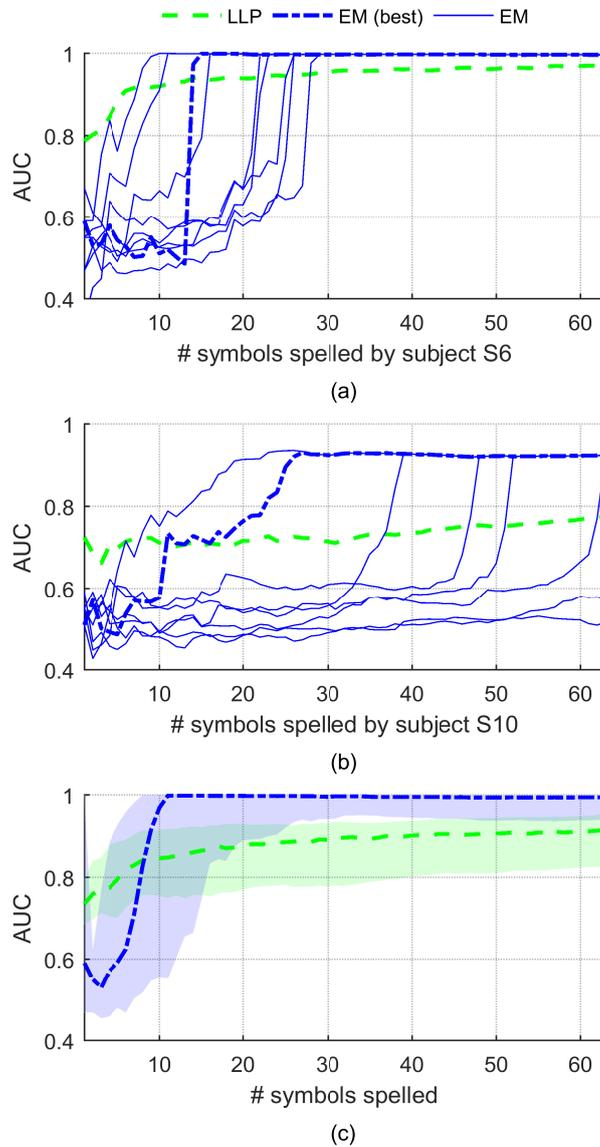 LLP EM (best) EM
1
0.8
0.6
0.4
AUC
10 20 30 40 50 60
# symbols spelled by subject S6
(a)
1
0.8
0.6
0.4
AUC
10 20 30 40 50 60
# symbols spelled by subject S10
(b)
1
0.8
0.6
0.4
AUC
10 20 30 40 50 60
# symbols spelled
(c)